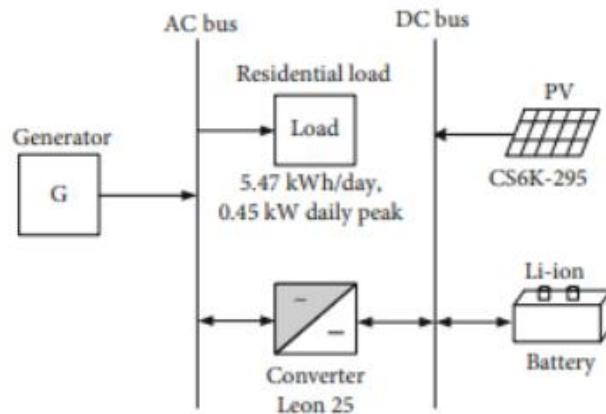 AC bus
DC bus
Residential load
PV
Generator
Load
G
5.47 kWh/day,
0.45 kW daily peak
CS6K-295
Li-ion
Converter
Battery
Leon 25